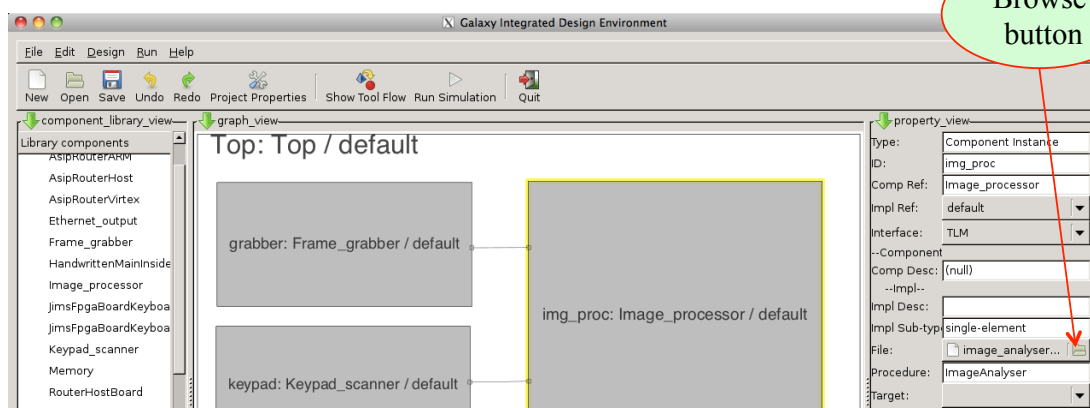 Browse
button
Galaxy Integrated Design Environment
File Edit Design Run Help
New Open Save Undo Redo Project Properties Show Tool Flow Run Simulation Quit
component_library_view
Library components
AsipRouterARM
AsipRouterHost
AsipRouterVirtex
Ethernet_output
Frame_grabber
HandwrittenMainInside
Image_processor
JimsFpgaBoardKeyboa
JimsFpgaBoardKeyboa
Keypad_scanner
Memory
RouterHostBoard
graph_view
Top: Top / default
grabber: Frame_grabber / default
img_proc: Image_processor / default
keypad: Keypad_scanner / default
property_view
Type: Component Instance
ID: img_proc
Comp Ref: Image_processor
Impl Ref: default
Interface: TLM
--Component
Comp Desc: (null)
--Impl--
Impl Desc:
Impl Sub-type single-element
File: image_analyser...
Procedure: ImageAnalyser
Target: